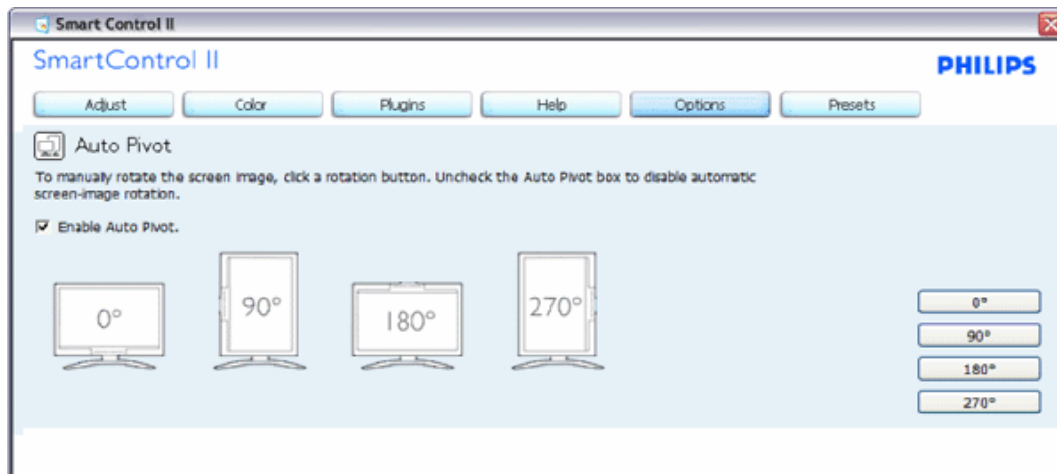 Smart Control II
SmartControl II
PHILIPS
Adjust Color Plugins Help Options Presets
Auto Pivot
To manually rotate the screen image, click a rotation button. Uncheck the Auto Pivot box to disable automatic
screen-image rotation.
Enable Auto Pivot.
0° 90° 180° 270°
0°
90°
180°
270°